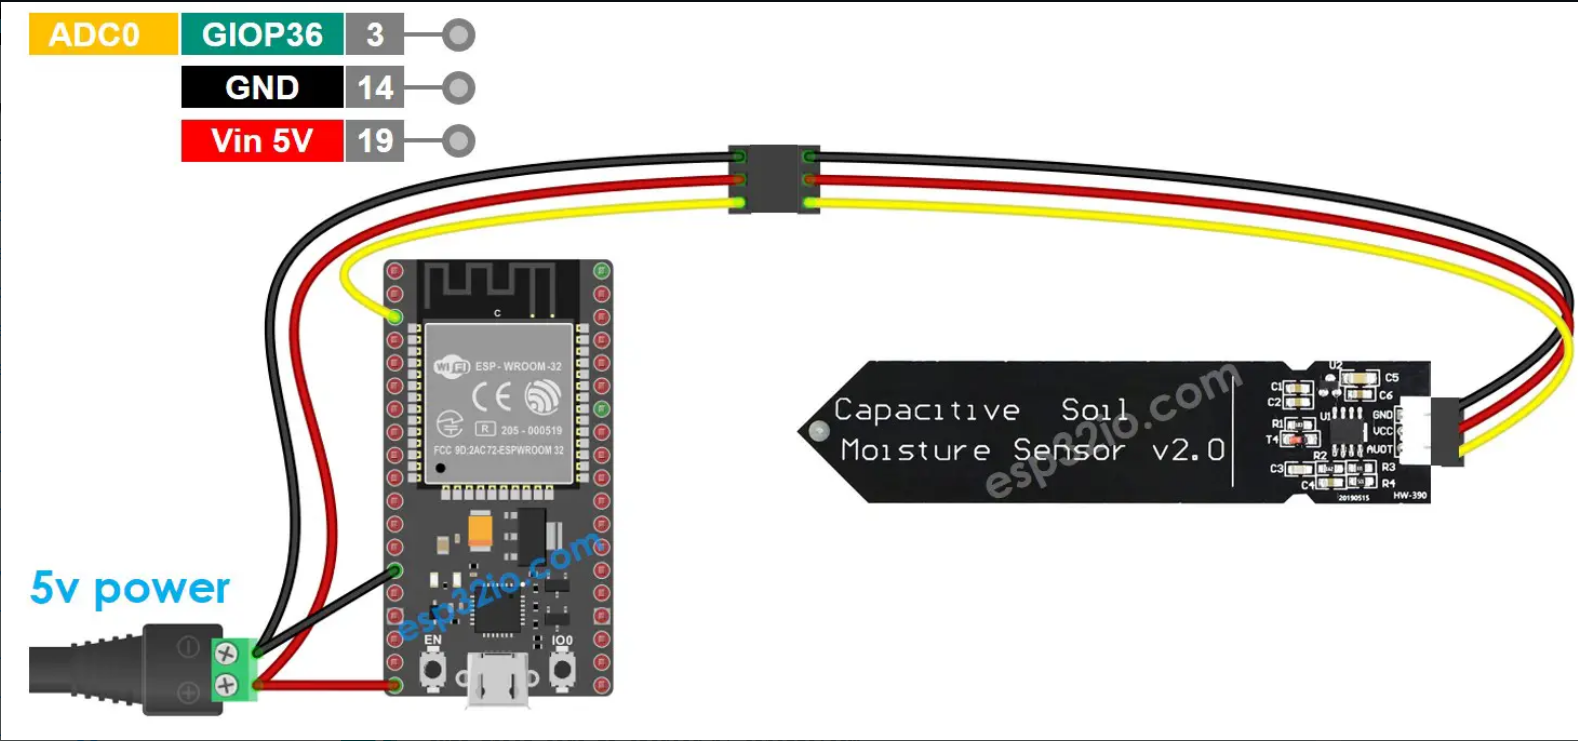 ADC0 GIOP36 3
GND 14
Vin 5V 19
C
WiFi ESP-WROOM-32
CE
R 205-000519
FCC 9D:2AC72-ESPWROOM 32
esp32io.com
EN
IO0
5v power
Capacitive Soil
Moisture Sensor v2.0
esp32io.com
U2
C5
C1
C6
C2
U1
GND
R1
VCC
T4
AUOT
R2
C3
R3
C4
R4
20190515
HW-390